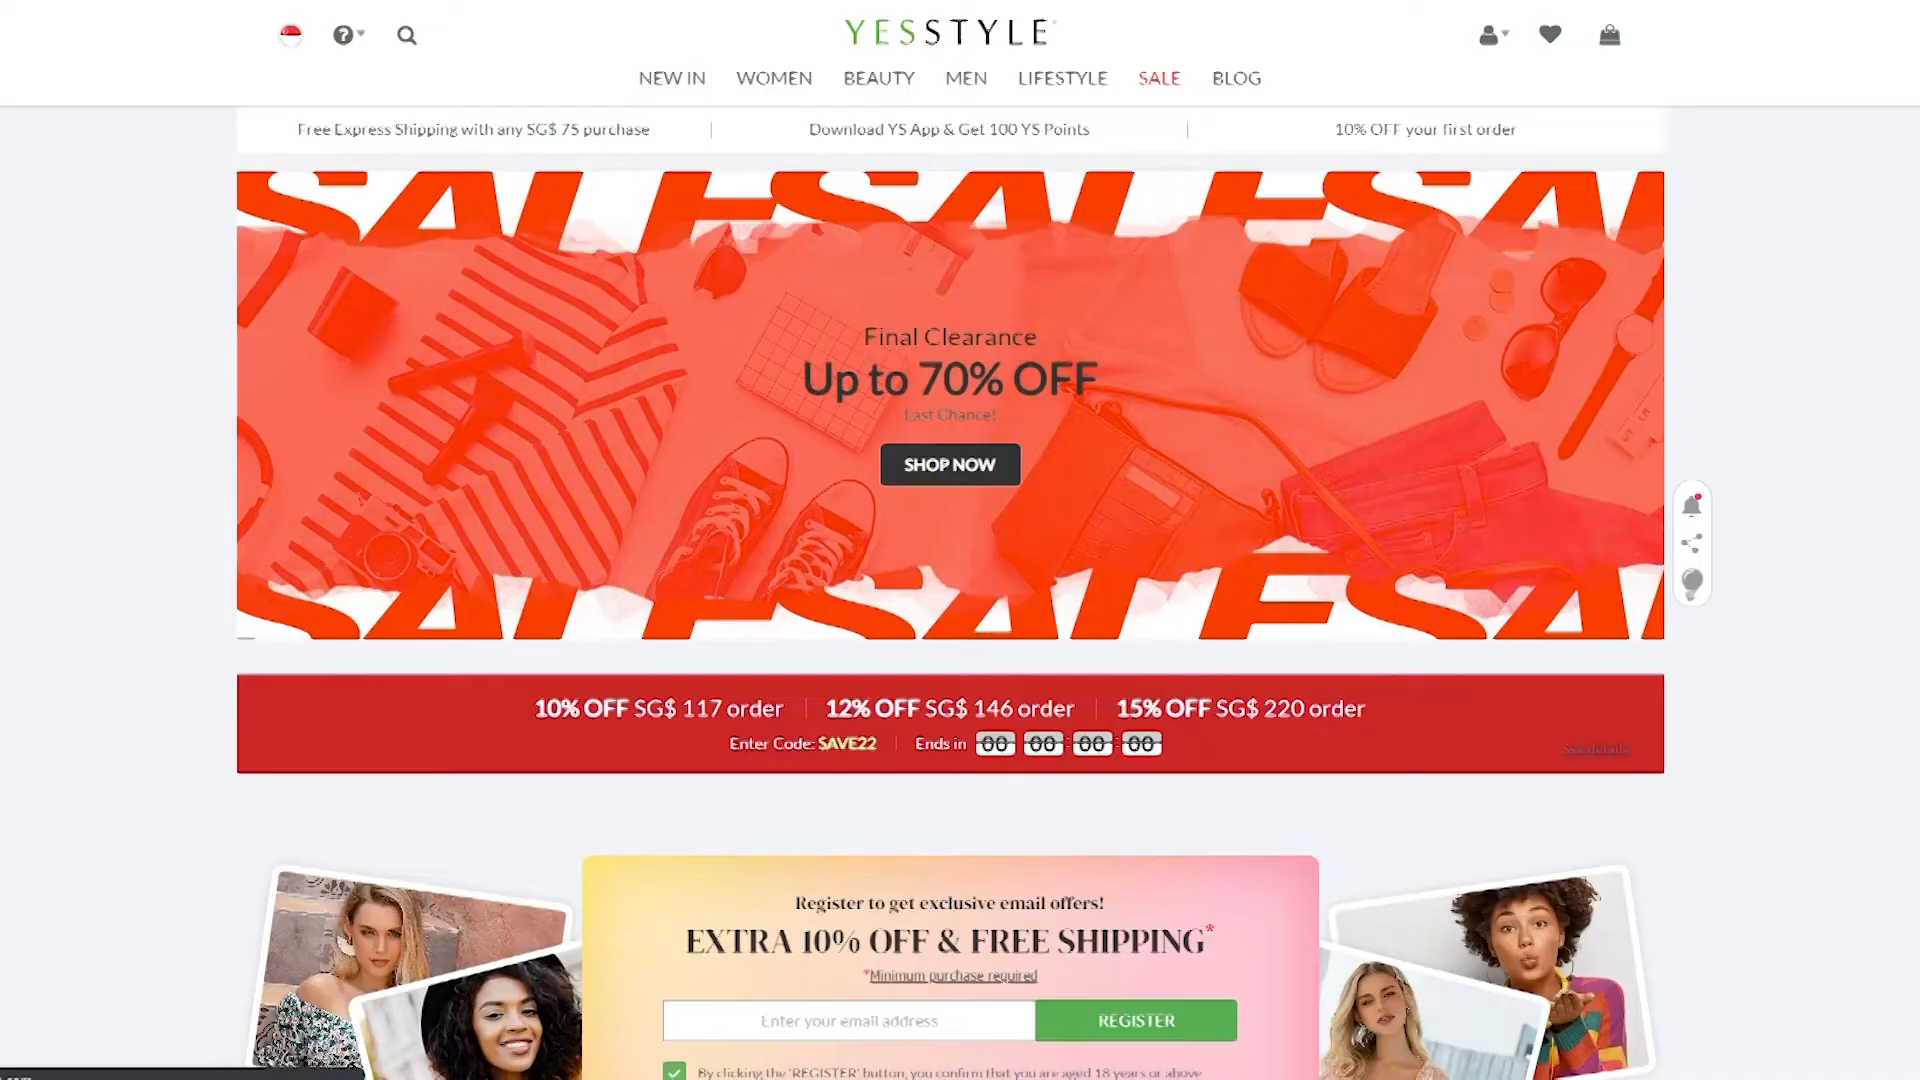 YESSTYLE
NEW IN WOMEN BEAUTY MEN LIFESTYLE SALE BLOG
Free Express Shipping with any SG$ 75 purchase
Download YS App & Get 100 YS Points
10% OFF your first order
SALESALESA
Final Clearance
Up to 70% OFF
Last Chance!
SHOP NOW
SALESALESAL
10% OFF SG$ 117 order
12% OFF SG$ 146 order
15% OFF SG$ 220 order
Enter Code: SAVE22
Ends in 00 : 00 : 00 : 00
See details
Register to get exclusive email offers!
EXTRA 10% OFF & FREE SHIPPING*
*Minimum purchase required
Enter your email address
REGISTER
By clicking the 'REGISTER' button, you confirm that you are aged 18 years or above